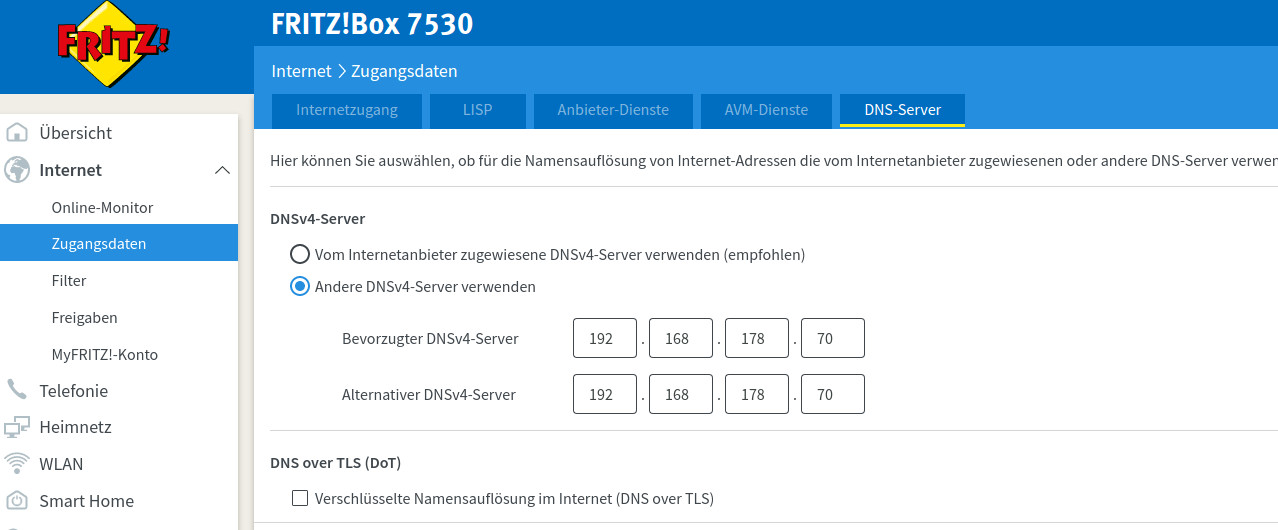 FRITZ!
FRITZ!Box 7530
Internet > Zugangsdaten
Internetzugang LISP Anbieter-Dienste AVM-Dienste DNS-Server
Übersicht
Internet
Online-Monitor
Zugangsdaten
Filter
Freigaben
MyFRITZ!-Konto
Telefonie
Heimnetz
WLAN
Smart Home
Hier können Sie auswählen, ob für die Namensauflösung von Internet-Adressen die vom Internetanbieter zugewiesenen oder andere DNS-Server verwen
DNSv4-Server
Vom Internetanbieter zugewiesene DNSv4-Server verwenden (empfohlen)
Andere DNSv4-Server verwenden
Bevorzugter DNSv4-Server 192 . 168 . 178 . 70
Alternativer DNSv4-Server 192 . 168 . 178 . 70
DNS over TLS (DoT)
Verschlüsselte Namensauflösung im Internet (DNS over TLS)